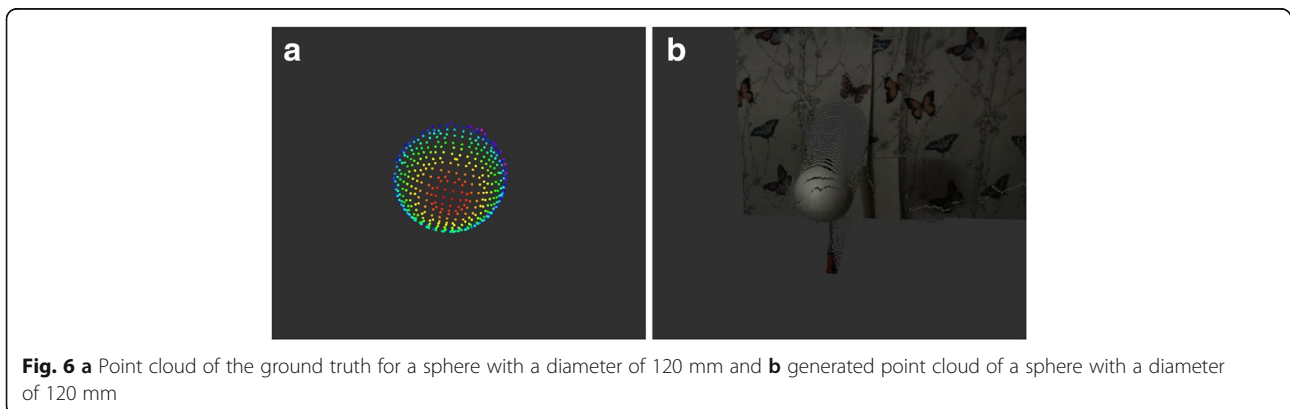 a
b
Fig. 6 a Point cloud of the ground truth for a sphere with a diameter of 120 mm and b generated point cloud of a sphere with a diameter
of 120 mm